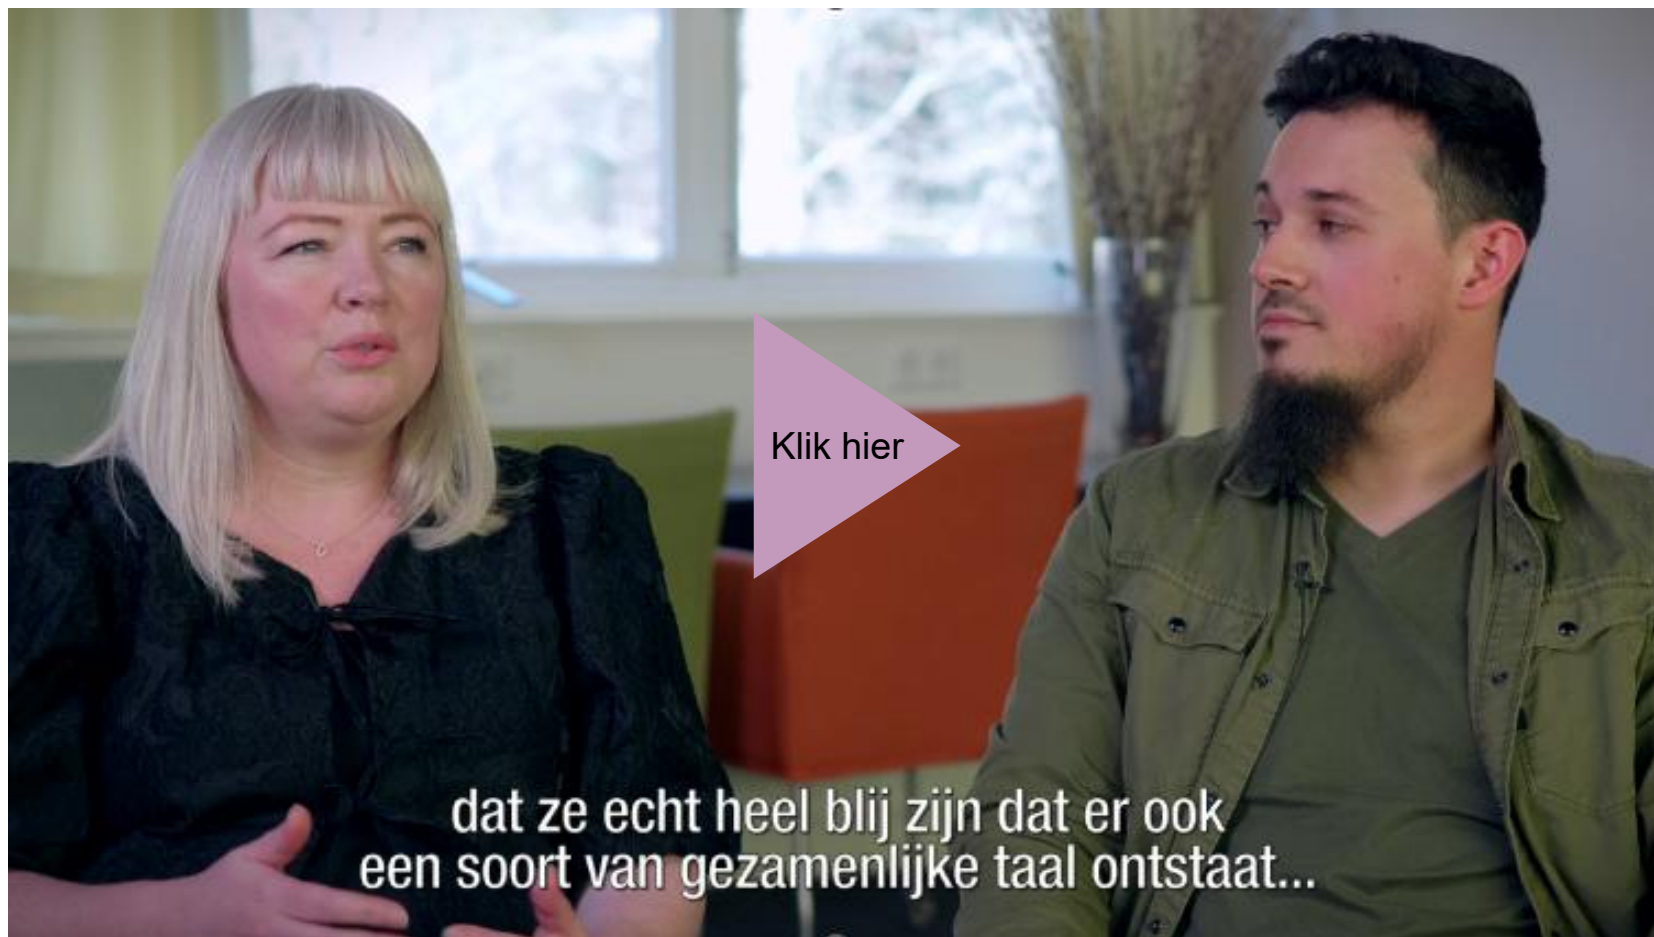 Klik hier
dat ze echt heel blij zijn dat er ook
een soort van gezamenlijke taal ontstaat...